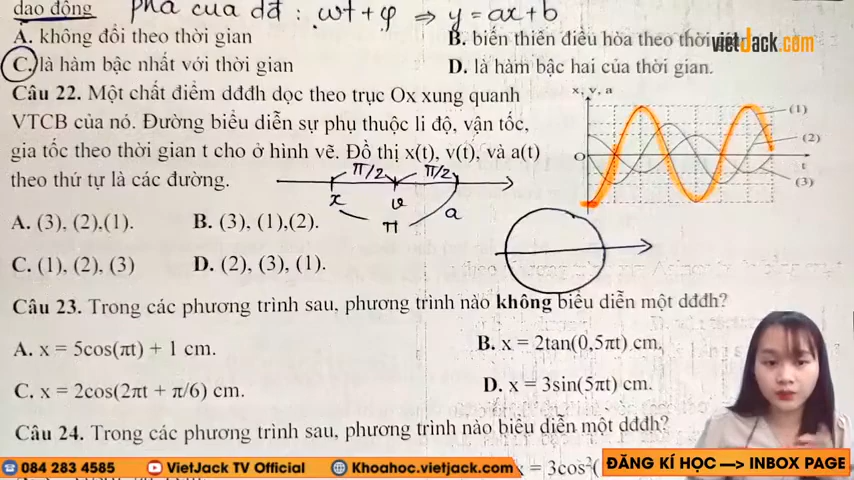 dao động pha của dđ : ωt + φ ⇒ y = ax + b
A. không đổi theo thời gian
B. biến thiên điều hòa theo thời
vietJack.com
C. là hàm bậc nhất với thời gian
D. là hàm bậc hai của thời gian.
Câu 22. Một chất điểm dđđh dọc theo trục Ox xung quanh
VTCB của nó. Đường biểu diễn sự phụ thuộc li độ, vận tốc,
gia tốc theo thời gian t cho ở hình vẽ. Đồ thị x(t), v(t), và a(t)
theo thứ tự là các đường.
x, v, a
(1)
(2)
O
t
(3)
π/2 π/2
x v a
π
A. (3), (2),(1).
B. (3), (1),(2).
C. (1), (2), (3)
D. (2), (3), (1).
Câu 23. Trong các phương trình sau, phương trình nào không biểu diễn một dđđh?
A. x = 5cos(πt) + 1 cm.
B. x = 2tan(0,5πt) cm.
C. x = 2cos(2πt + π/6) cm.
D. x = 3sin(5πt) cm.
Câu 24. Trong các phương trình sau, phương trình nào biểu diễn một dđđh?
x = 3cos²(
084 283 4585
VietJack TV Official
Khoahoc.vietjack.com
ĐĂNG KÍ HỌC —> INBOX PAGE